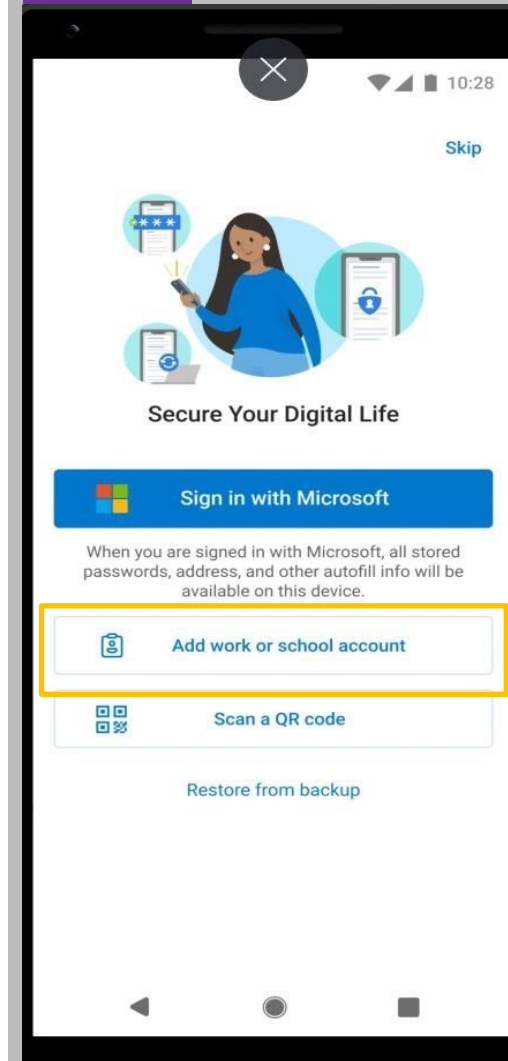 10:28
Skip
****
Secure Your Digital Life
Sign in with Microsoft
When you are signed in with Microsoft, all stored
passwords, address, and other autofill info will be
available on this device.
Add work or school account
Scan a QR code
Restore from backup